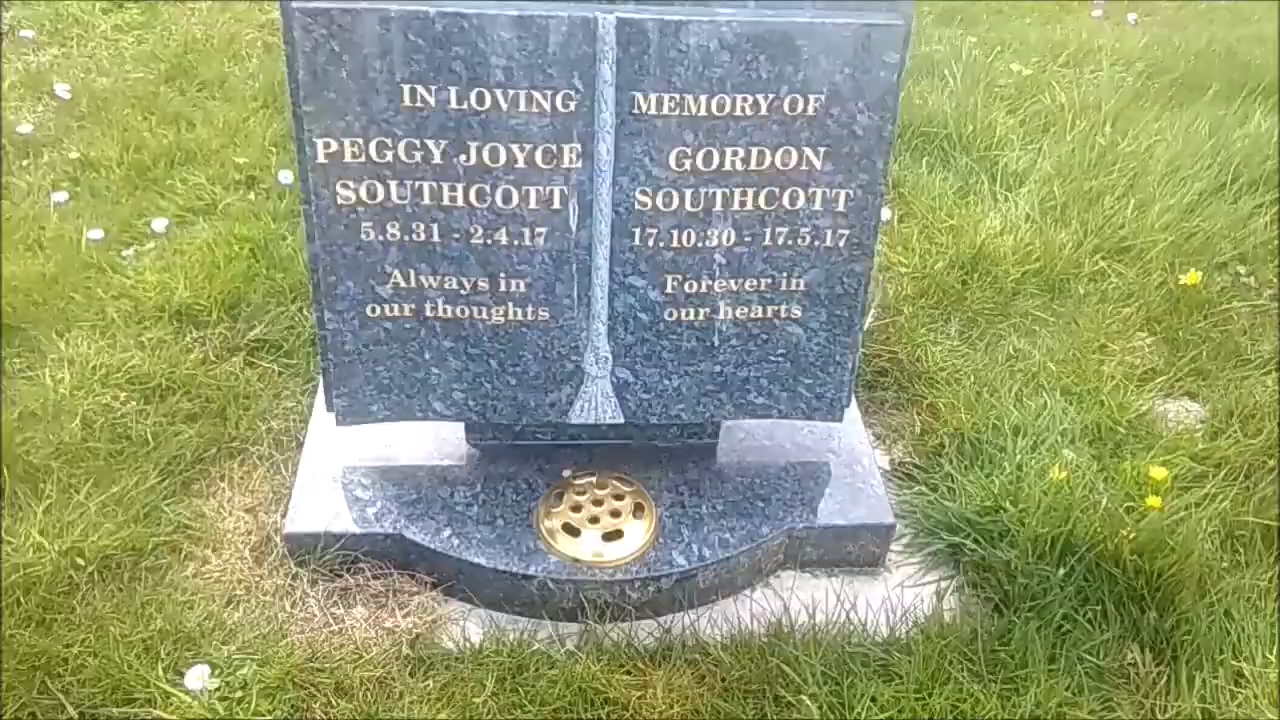 IN LOVING MEMORY OF
PEGGY JOYCE
SOUTHCOTT
5.8.31 - 2.4.17
Always in
our thoughts
GORDON
SOUTHCOTT
17.10.30 - 17.5.17
Forever in
our hearts